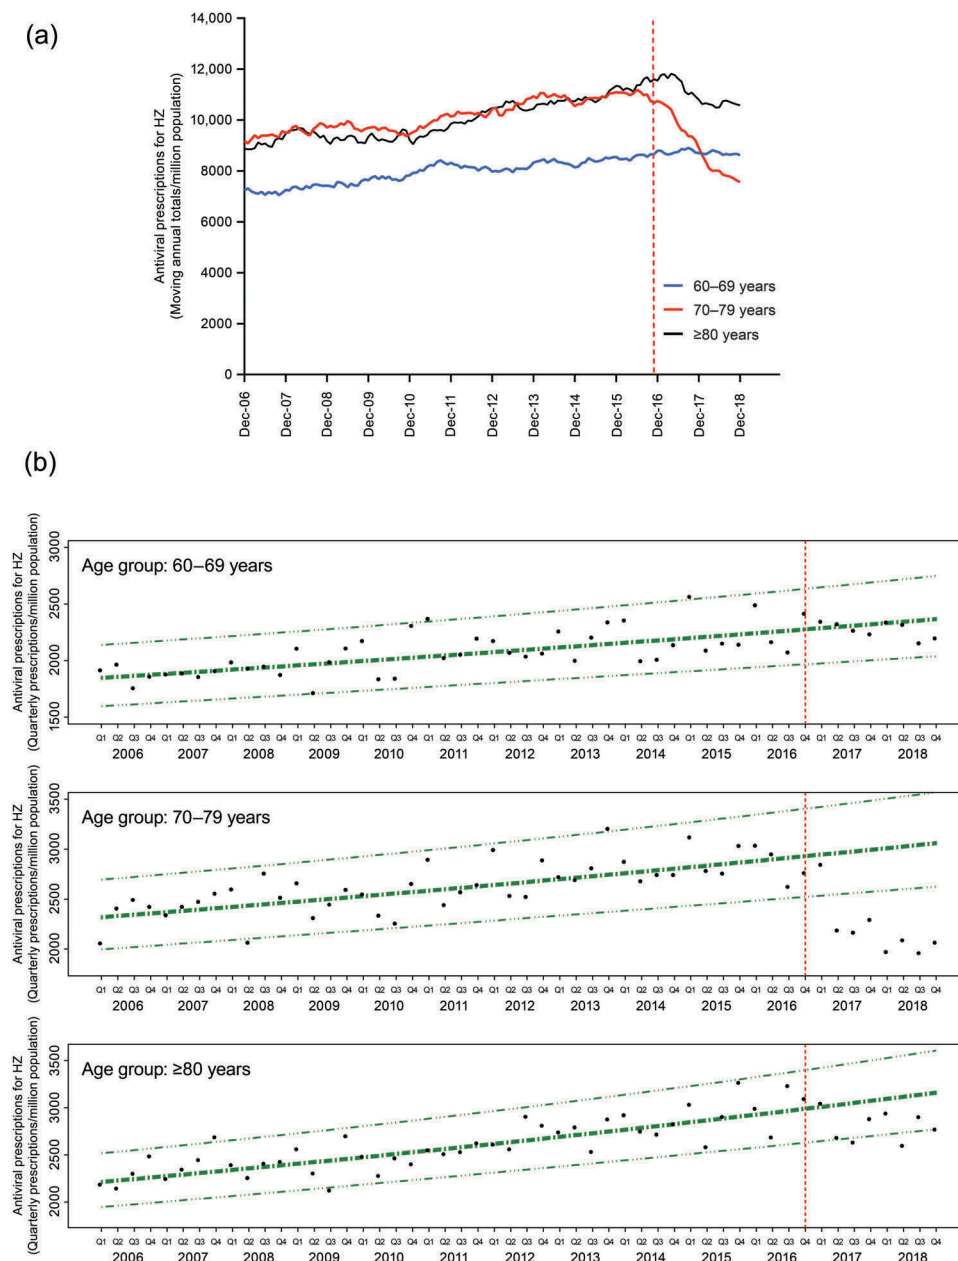 (a)
Antiviral prescriptions for HZ
(Moving annual totals/million population)
14,000
12,000
10,000
8000
6000
4000
2000
0
60–69 years
70–79 years
≥80 years
Dec-06
Dec-07
Dec-08
Dec-09
Dec-10
Dec-11
Dec-12
Dec-13
Dec-14
Dec-15
Dec-16
Dec-17
Dec-18
(b)
Antiviral prescriptions for HZ
(Quarterly prescriptions/million population)
Age group: 60–69 years
3000
2500
2000
1500
Q1 Q2 Q3 Q4 Q1 Q2 Q3 Q4 Q1 Q2 Q3 Q4 Q1 Q2 Q3 Q4 Q1 Q2 Q3 Q4 Q1 Q2 Q3 Q4 Q1 Q2 Q3 Q4 Q1 Q2 Q3 Q4 Q1 Q2 Q3 Q4 Q1 Q2 Q3 Q4 Q1 Q2 Q3 Q4 Q1 Q2 Q3 Q4 Q1 Q2 Q3 Q4
2006 2007 2008 2009 2010 2011 2012 2013 2014 2015 2016 2017 2018
Antiviral prescriptions for HZ
(Quarterly prescriptions/million population)
Age group: 70–79 years
3500
3000
2500
2000
Q1 Q2 Q3 Q4 Q1 Q2 Q3 Q4 Q1 Q2 Q3 Q4 Q1 Q2 Q3 Q4 Q1 Q2 Q3 Q4 Q1 Q2 Q3 Q4 Q1 Q2 Q3 Q4 Q1 Q2 Q3 Q4 Q1 Q2 Q3 Q4 Q1 Q2 Q3 Q4 Q1 Q2 Q3 Q4 Q1 Q2 Q3 Q4 Q1 Q2 Q3 Q4
2006 2007 2008 2009 2010 2011 2012 2013 2014 2015 2016 2017 2018
Antiviral prescriptions for HZ
(Quarterly prescriptions/million population)
Age group: ≥80 years
3500
3000
2500
2000
Q1 Q2 Q3 Q4 Q1 Q2 Q3 Q4 Q1 Q2 Q3 Q4 Q1 Q2 Q3 Q4 Q1 Q2 Q3 Q4 Q1 Q2 Q3 Q4 Q1 Q2 Q3 Q4 Q1 Q2 Q3 Q4 Q1 Q2 Q3 Q4 Q1 Q2 Q3 Q4 Q1 Q2 Q3 Q4 Q1 Q2 Q3 Q4 Q1 Q2 Q3 Q4
2006 2007 2008 2009 2010 2011 2012 2013 2014 2015 2016 2017 2018